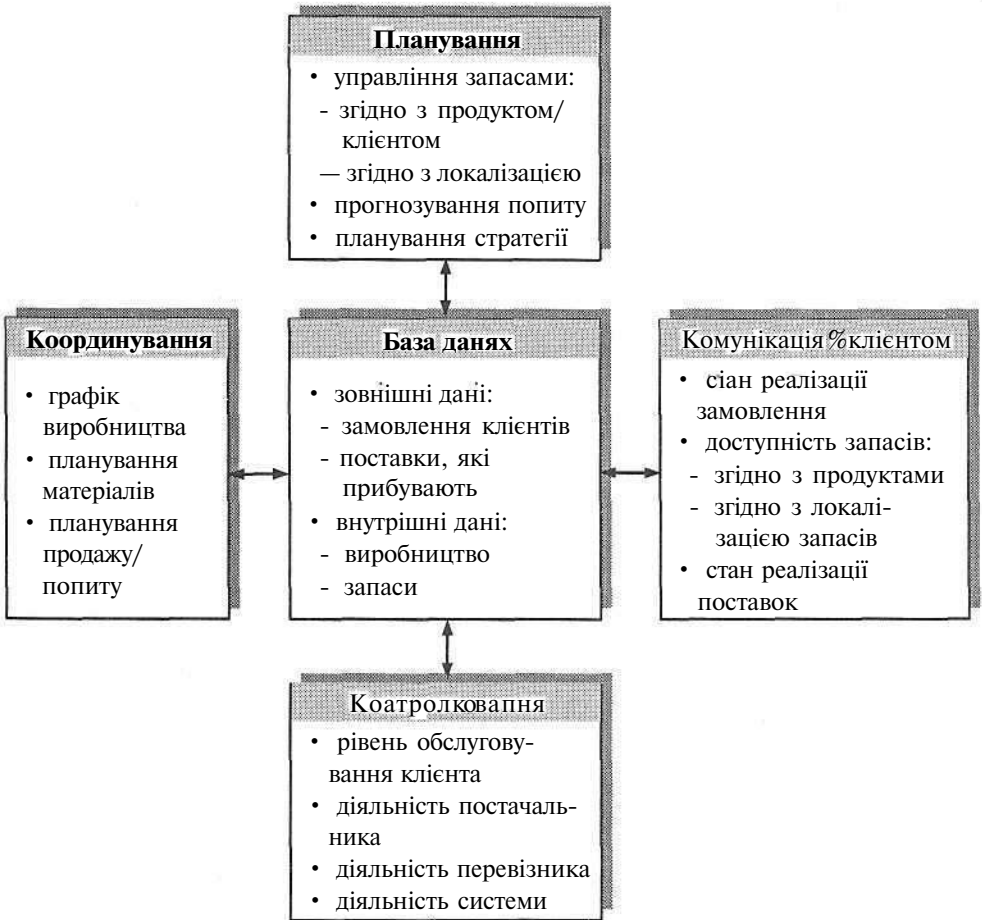 Планування
• управління запасами:
- згідно з продуктом/
клієнтом
— згідно з локалізацією
• прогнозування попиту
• планування стратегії
Координування
• графік
виробництва
• планування
матеріалів
• планування
продажу/
попиту
База даних
• зовнішні дані:
- замовлення клієнтів
- поставки, які
прибувають
• внутрішні дані:
- виробництво
- запаси
Комунікація%клієнтом
• сіан реалізації
замовлення
• доступність запасів:
- згідно з продуктами
- згідно з локалі-
зацією запасів
• стан реалізації
поставок
Коатролковапня
• рівень обслугову-
вання клієнта
• діяльність постачаль-
ника
• діяльність перевізника
• діяльність системи